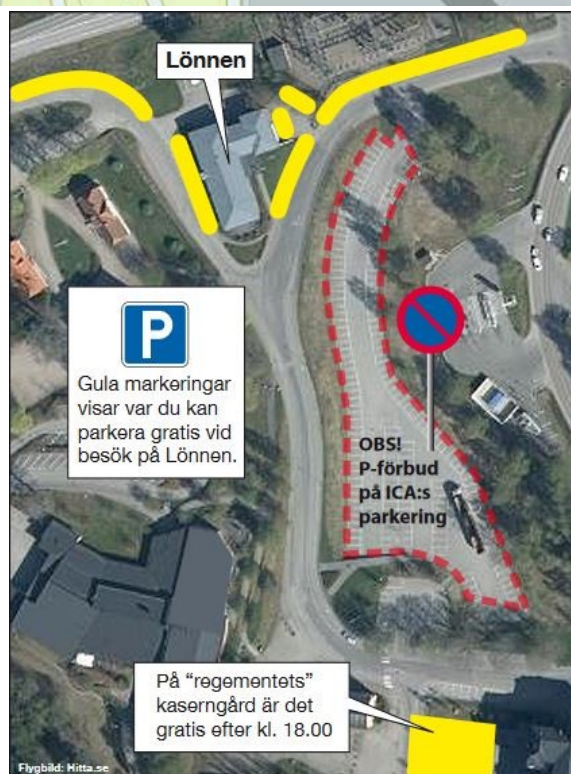 Lönnen
P
Gula markeringar
visar var du kan
parkera gratis vid
besök på Lönnen.
OBS!
P-förbud
på ICA:s
parkering
På “regementets”
kaserngård är det
gratis efter kl. 18.00
Flygbild: Hitta.se